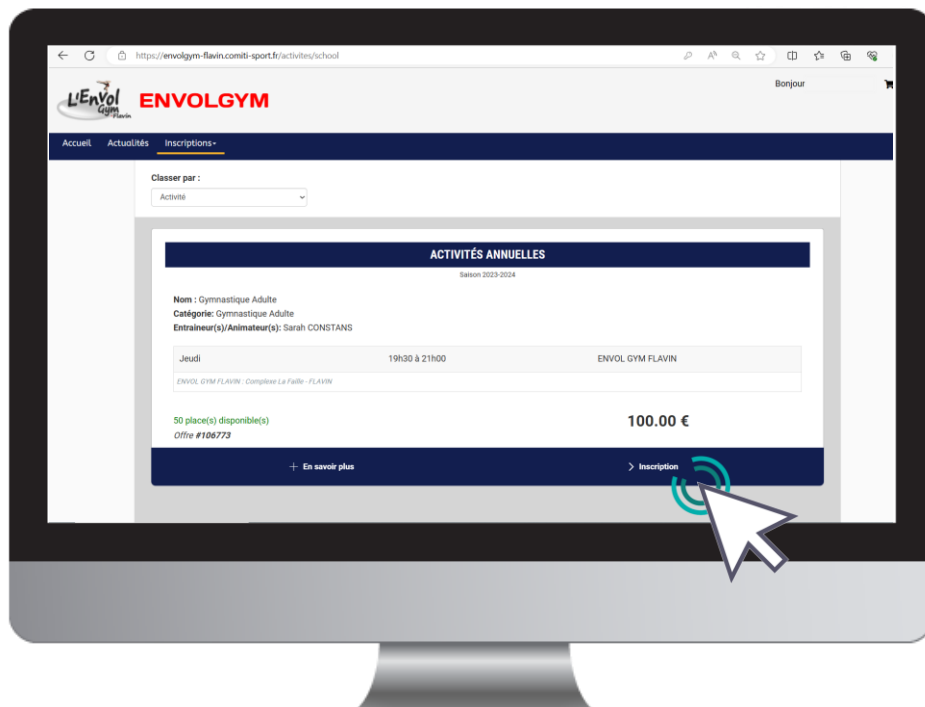 https://envolgym-flavin.comiti-sport.fr/activites/school
Bonjour
L'EnVol
Gym
Flavin
ENVOLGYM
Accueil Actualités Inscriptions
Classer par :
Activité
ACTIVITÉS ANNUELLES
Saison 2023-2024
Nom : Gymnastique Adulte
Catégorie: Gymnastique Adulte
Entraineur(s)/Animateur(s): Sarah CONSTANS
Jeudi 19h30 à 21h00 ENVOL GYM FLAVIN
ENVOL GYM FLAVIN : Complexe La Faille - FLAVIN
50 place(s) disponible(s) 100.00 €
Offre #106773
+ En savoir plus > Inscription